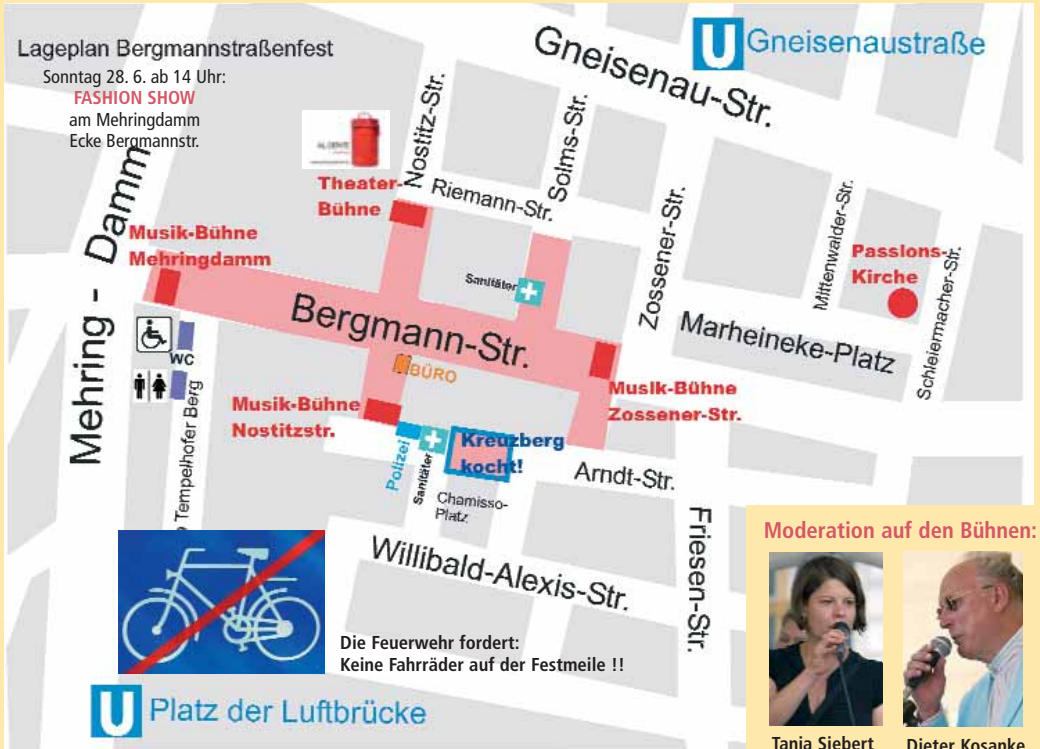 Lageplan Bergmannstraßenfest
Sonntag 28. 6. ab 14 Uhr:
FASHION SHOW
am Mehringdamm
Ecke Bergmannstr.
U Gneisenaustraße
Gneisenau-Str.
Nostitz-Str.
Solms-Str.
Riemann-Str.
AL DENTE
Theater-
Bühne
Mehring - Damm
Musik-Bühne
Mehringdamm
Zossener-Str.
Mittenwalder-Str.
Schleiermacher-Str.
Passions-
Kirche
Sanitäter
Bergmann-Str.
Marheineke-Platz
WC
BÜRO
Musik-Bühne
Nostitzstr.
Musik-Bühne
Zossener-Str.
Polizei
Sanitäter
Kreuzberg
kocht!
Arndt-Str.
Chamisso-
Platz
Tempelhofer Berg
Willibald-Alexis-Str.
Friesen-Str.
Die Feuerwehr fordert:
Keine Fahrräder auf der Festmeile !!
U Platz der Luftbrücke
Moderation auf den Bühnen:
Tanja Siebert
Dieter Kosanke